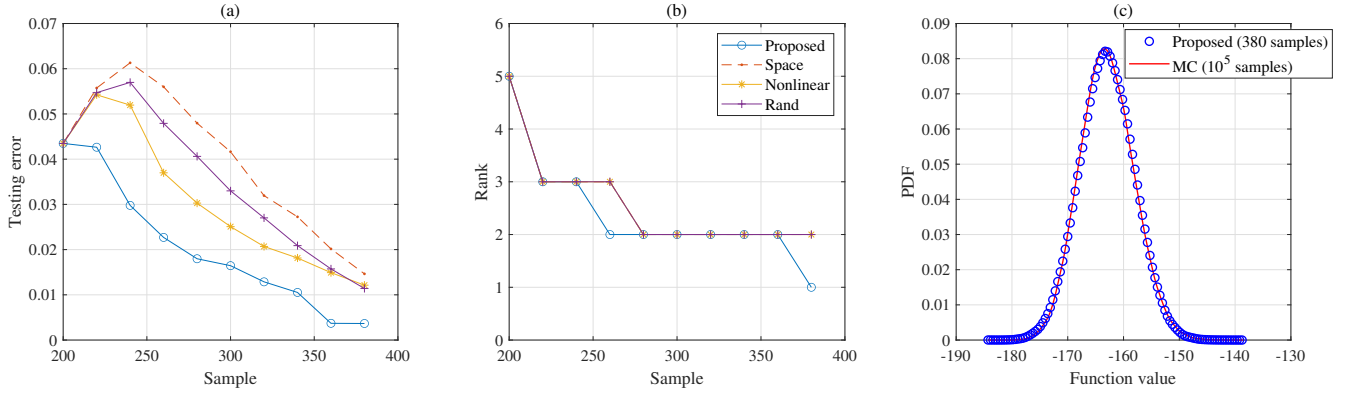 (a)
0.07
0.06
0.05
0.04
0.03
0.02
0.01
0
Testing error
200
250
300
350
400
Sample
(b)
6
5
4
3
2
1
0
Rank
Proposed
Space
Nonlinear
Rand
200
250
300
350
400
Sample
(c)
0.09
0.08
0.07
0.06
0.05
0.04
0.03
0.02
0.01
0
PDF
Proposed (380 samples)
MC (10⁵ samples)
-190
-180
-170
-160
-150
-140
-130
Function value